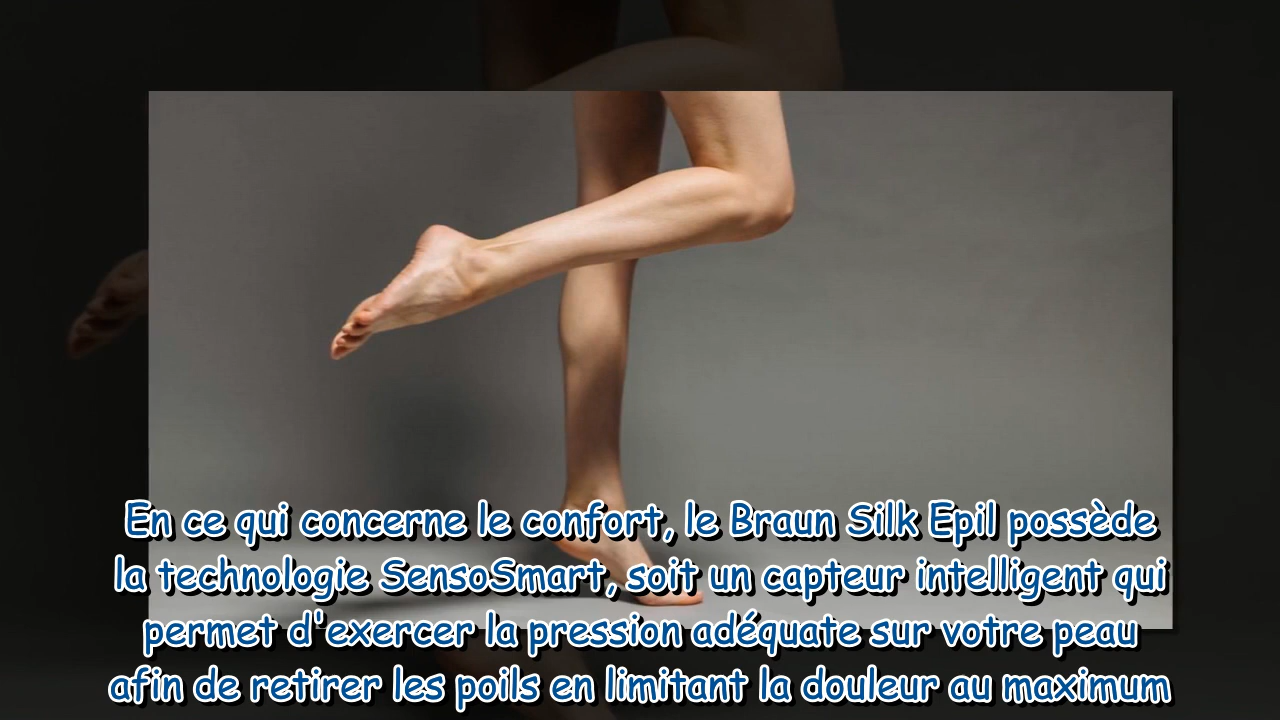 En ce qui concerne le confort, le Braun Silk Epil possède
la technologie SensoSmart, soit un capteur intelligent qui
permet d'exercer la pression adéquate sur votre peau
afin de retirer les poils en limitant la douleur au maximum